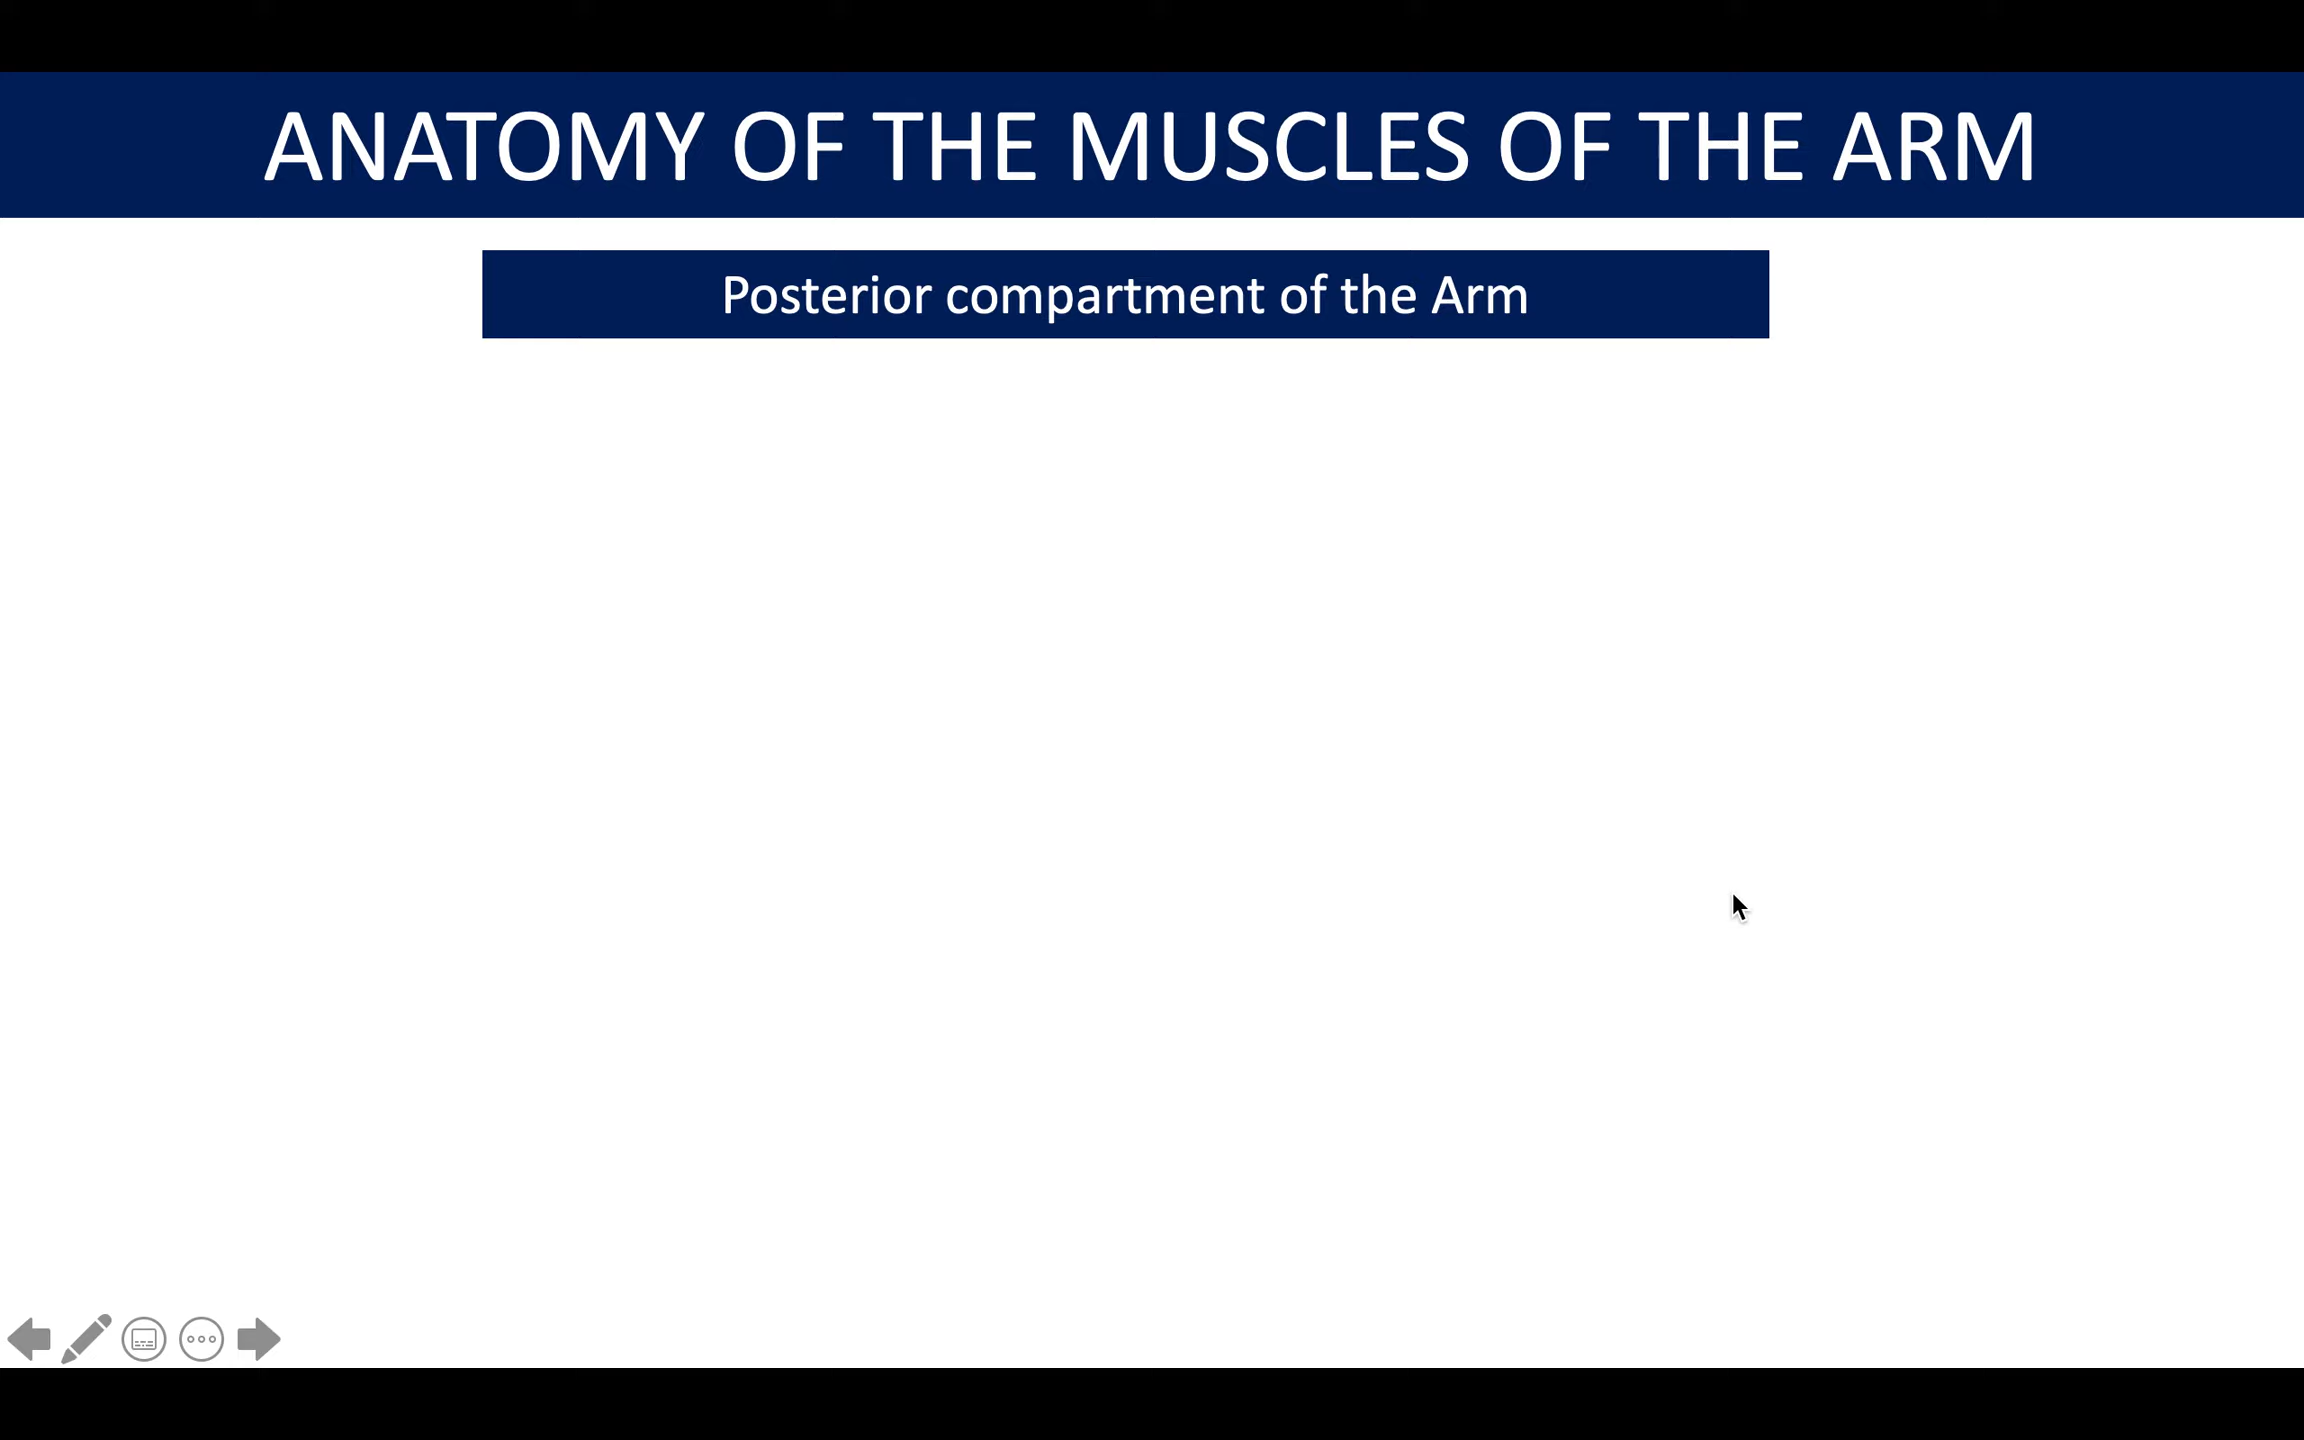 ANATOMY OF THE MUSCLES OF THE ARM
Posterior compartment of the Arm